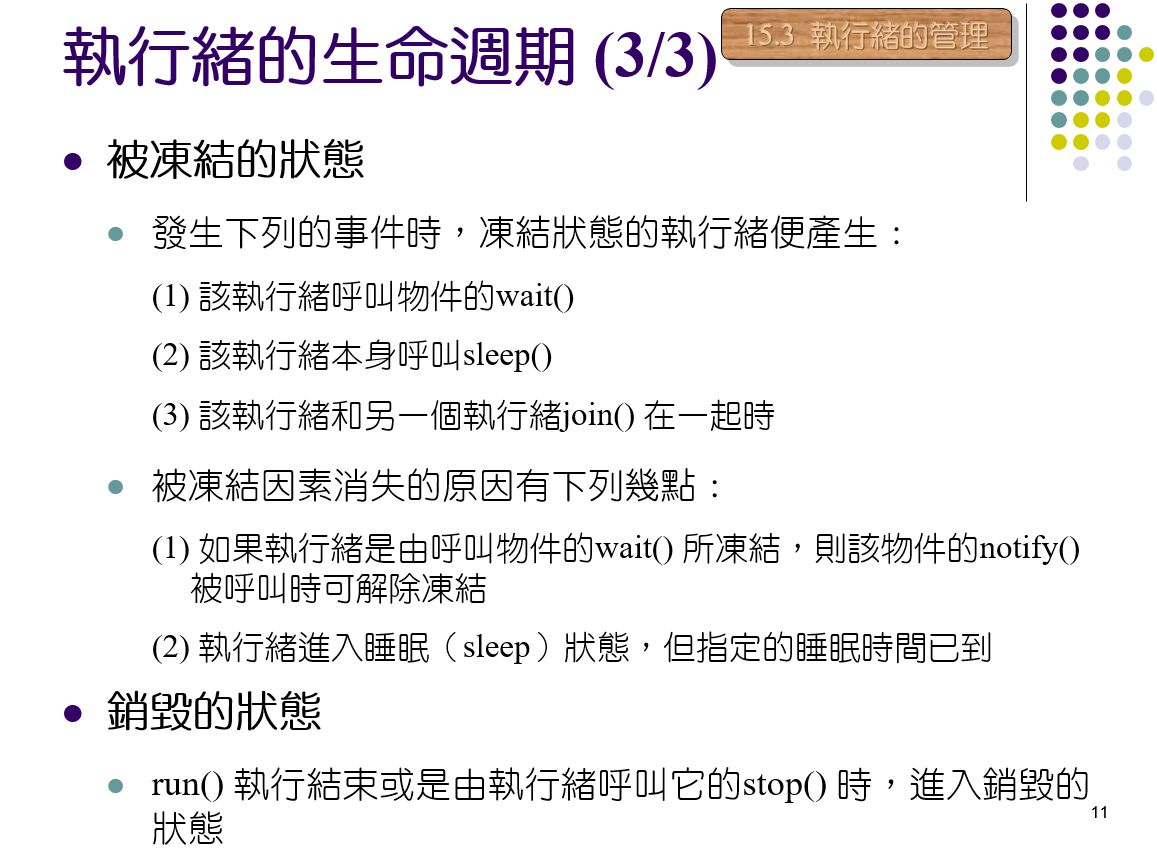 執行緒的生命週期 (3/3)
15.3 執行緒的管理
被凍結的狀態
發生下列的事件時，凍結狀態的執行緒便產生：
(1) 該執行緒呼叫物件的wait()
(2) 該執行緒本身呼叫sleep()
(3) 該執行緒和另一個執行緒join() 在一起時
被凍結因素消失的原因有下列幾點：
(1) 如果執行緒是由呼叫物件的wait() 所凍結，則該物件的notify()
被呼叫時可解除凍結
(2) 執行緒進入睡眠（sleep）狀態，但指定的睡眠時間已到
銷毀的狀態
run() 執行結束或是由執行緒呼叫它的stop() 時，進入銷毀的
狀態
11